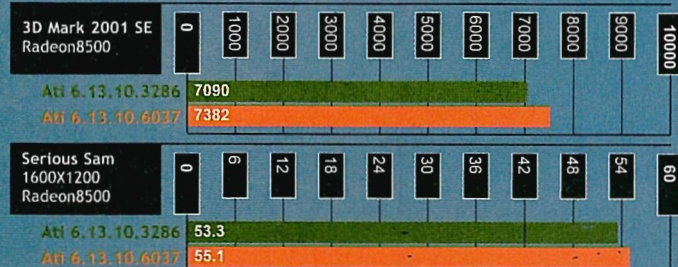 3D Mark 2001 SE
Radeon8500
0 1000 2000 3000 4000 5000 6000 7000 8000 9000 10000
Ati 6.13.10.3286 7090
Ati 6.13.10.6037 7382
Serious Sam
1600X1200
Radeon8500
0 6 12 18 24 30 36 42 48 54 60
Ati 6.13.10.3286 53.3
Ati 6.13.10.6037 55.1